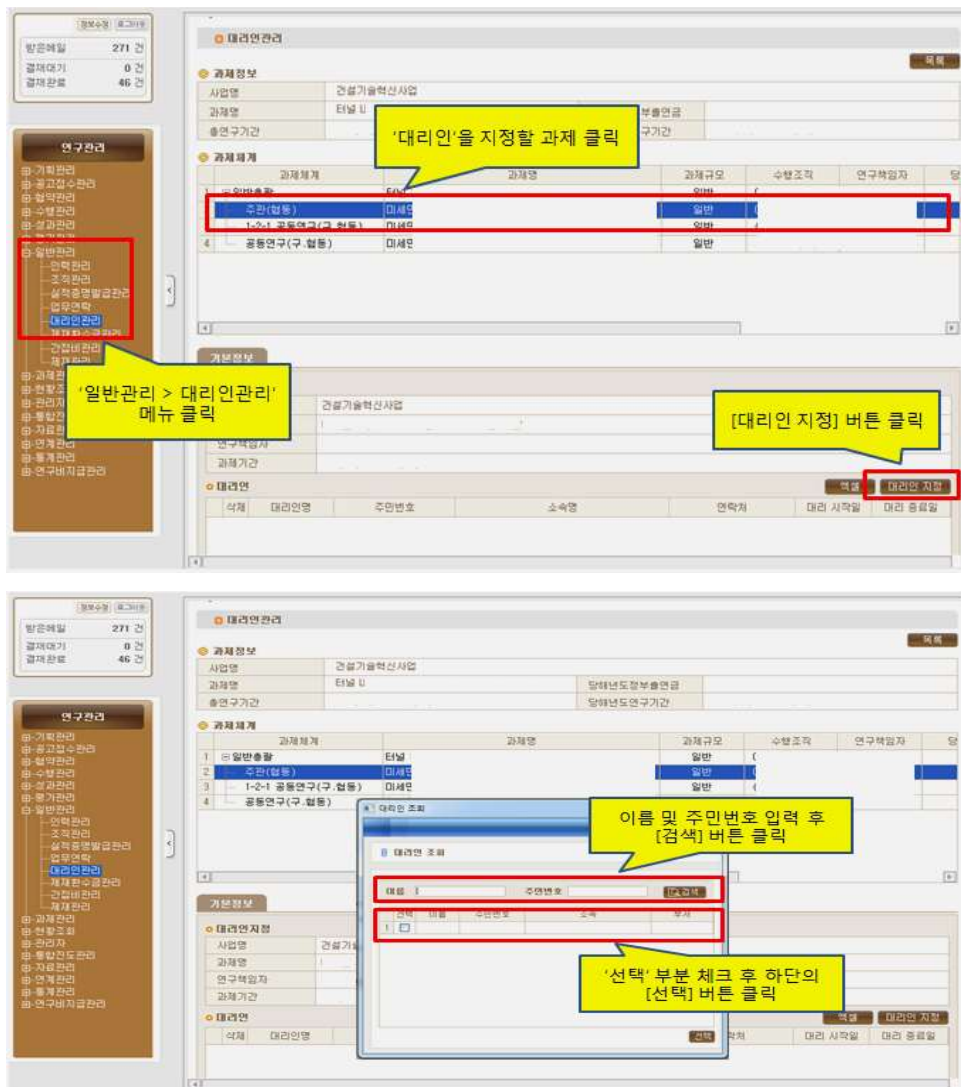 정보수정 로그아웃
받은메일 271 건
결재대기 0 건
결재완료 46 건
연구관리
기획관리
공고접수관리
협약관리
수행관리
성과관리
일반관리
인력관리
조직관리
실적증명발급관리
업무연락
대리인관리
간접비관리
통계관리
연구비지급관리
'일반관리 > 대리인관리'
메뉴 클릭
대리인관리
목록
과제정보
사업명 건설기술혁신사업
과제명 터널
총연구기간
'대리인'을 지정할 과제 클릭
과제체계
과제체계 과제명 과제규모 수행조직 연구책임자
1 일반총괄 터널 일반
주관(협동) 미세먼 일반
1-2-1 공동연구(구.협동) 미세먼 일반
4 공동연구(구.협동) 미세먼 일반
기본정보
건설기술혁신사업
연구책임자
과제기간
[대리인 지정] 버튼 클릭
대리인
엑셀 대리인 지정
삭제 대리인명 주민번호 소속명 연락처 대리 시작일 대리 종료일
정보수정 로그아웃
받은메일 271 건
결재대기 0 건
결재완료 46 건
연구관리
기획관리
공고접수관리
협약관리
수행관리
성과관리
평가관리
일반관리
인력관리
조직관리
실적증명발급관리
업무연락
대리인관리
제재환수금관리
간접비관리
제재관리
과제관리
현황조회
관리자
통합진도관리
자료관리
연계관리
통계관리
연구비지급관리
대리인관리
목록
과제정보
사업명 건설기술혁신사업
과제명 터널 당해년도정부출연금
총연구기간 당해년도연구기간
과제체계
과제체계 과제명 과제규모 수행조직 연구책임자
1 일반총괄 터널 일반
2 주관(협동) 미세먼 일반
3 1-2-1 공동연구(구.협동) 미세먼 일반
4 공동연구(구.협동)
대리인 조회
이름 및 주민번호 입력 후
[검색] 버튼 클릭
대리인 조회
이름 주민번호 검색
선택 이름 주민번호 소속 부서
1
'선택' 부분 체크 후 하단의
[선택] 버튼 클릭
선택
기본정보
대리인지정
사업명
과제명
연구책임자
과제기간
대리인
엑셀 대리인 지정
삭제 대리인명 대리 시작일 대리 종료일